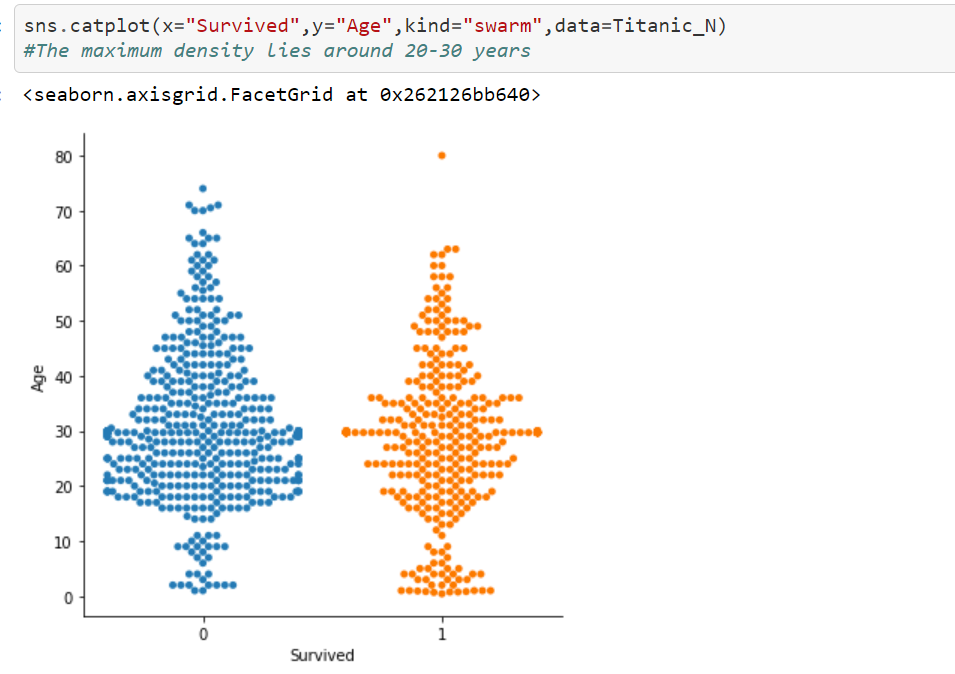 sns.catplot(x="Survived",y="Age",kind="swarm",data=Titanic_N)
#The maximum density lies around 20-30 years
<seaborn.axisgrid.FacetGrid at 0x262126bb640>
80
70
60
50
40
30
20
10
0
Age
0 1
Survived